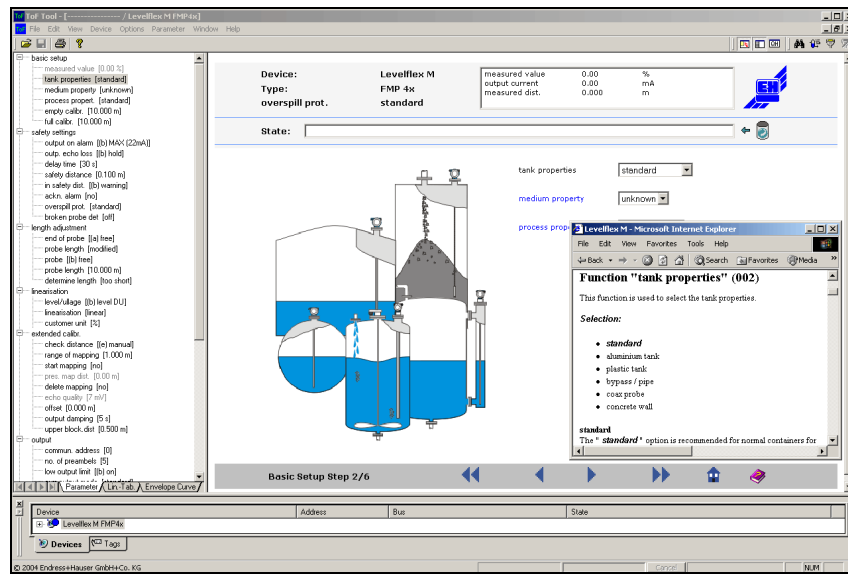 ToF Tool - [--------------- / Levelflex M FMP4x]
File Edit View Device Options Parameter Window Help
basic setup
measured value [0.00 %]
tank properties [standard]
medium property [unknown]
process propert. [standard]
empty calibr. [10.000 m]
full calibr. [10.000 m]
safety settings
output on alarm [(b) MAX (22mA)]
outp. echo loss [(b) hold]
delay time [30 s]
safety distance [0.100 m]
in safety dist. [(b) warning]
ackn. alarm [no]
overspill prot. [standard]
broken probe det [off]
length adjustment
end of probe [(a) free]
probe length [modified]
probe [(b) free]
probe length [10.000 m]
determine length [too short]
linearisation
level/ullage [(b) level DU]
linearisation [linear]
customer unit [%]
extended calibr.
check distance [(e) manual]
range of mapping [1.000 m]
start mapping [no]
pres. map dist. [0.00 m]
delete mapping [no]
echo quality [7 mV]
offset [0.000 m]
output damping [5 s]
upper block.dist [0.500 m]
output
commun. address [0]
no. of preambels [5]
low output limit [(b) on]
Parameter Lin.-Tab. Envelope Curve
Device: Levelflex M
Type: FMP 4x
overspill prot. standard
measured value 0.00 %
output current 0.00 mA
measured dist. 0.000 m
EH
State:
tank properties standard
medium property unknown
process prope
Levelflex M - Microsoft Internet Explorer
File Edit View Favorites Tools Help
Back Search Favorites Media
Function "tank properties" (002)
This function is used to select the tank properties.
Selection:
standard
aluminium tank
plastic tank
bypass / pipe
coax probe
concrete wall
standard
The " standard " option is recommended for normal containers for
Basic Setup Step 2/6
Device Address Bus State
Levelflex M FMP4x
Devices Tags
© 2004 Endress+Hauser GmbH+Co. KG Cancel NUM